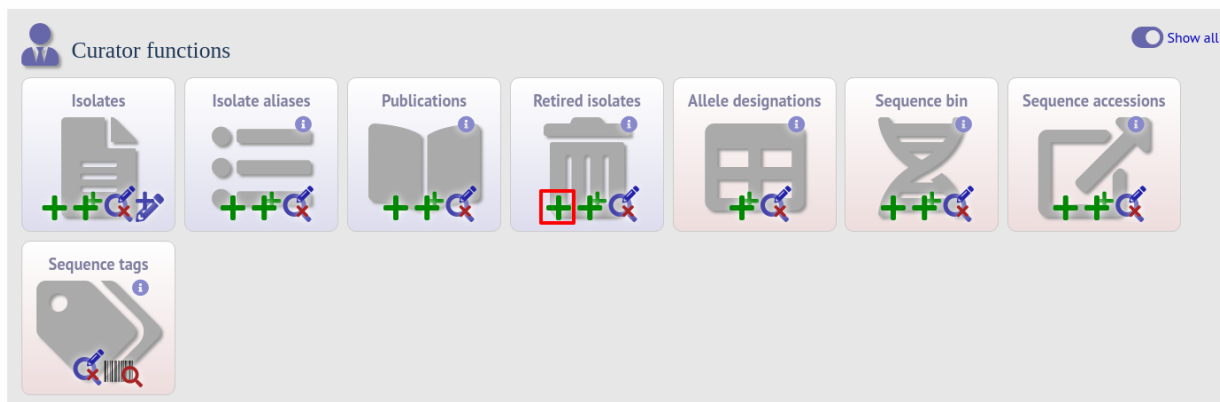 Curator functions
Show all
Isolates
Isolate aliases
Publications
Retired isolates
Allele designations
Sequence bin
Sequence accessions
Sequence tags